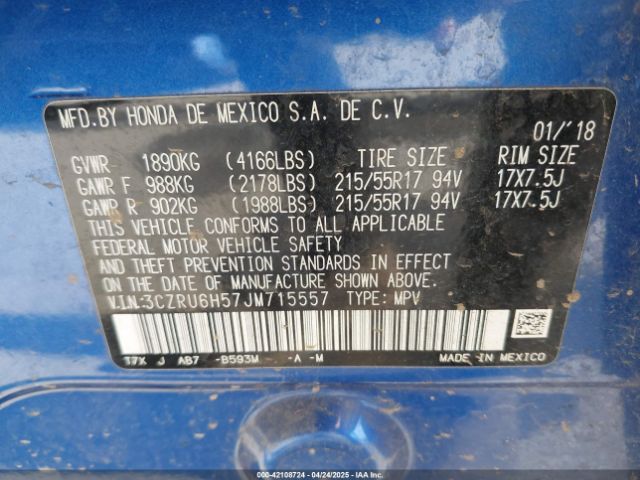 MFD.BY HONDA DE MEXICO S.A. DE C.V. 01/'18
GVWR 1890KG (4166LBS) TIRE SIZE RIM SIZE
GAWR F 988KG (2178LBS) 215/55R17 94V 17X7.5J
GAWR R 902KG (1988LBS) 215/55R17 94V 17X7.5J
THIS VEHICLE CONFORMS TO ALL APPLICABLE
FEDERAL MOTOR VEHICLE SAFETY
AND THEFT PREVENTION STANDARDS IN EFFECT
ON THE DATE OF MANUFACTURE SHOWN ABOVE.
V.I.N.:3CZRU6H57JM715557 TYPE: MPV
T7X J AB7 -B593M -A -M MADE IN MEXICO
000-42108724 04/24/2025 IAA Inc.